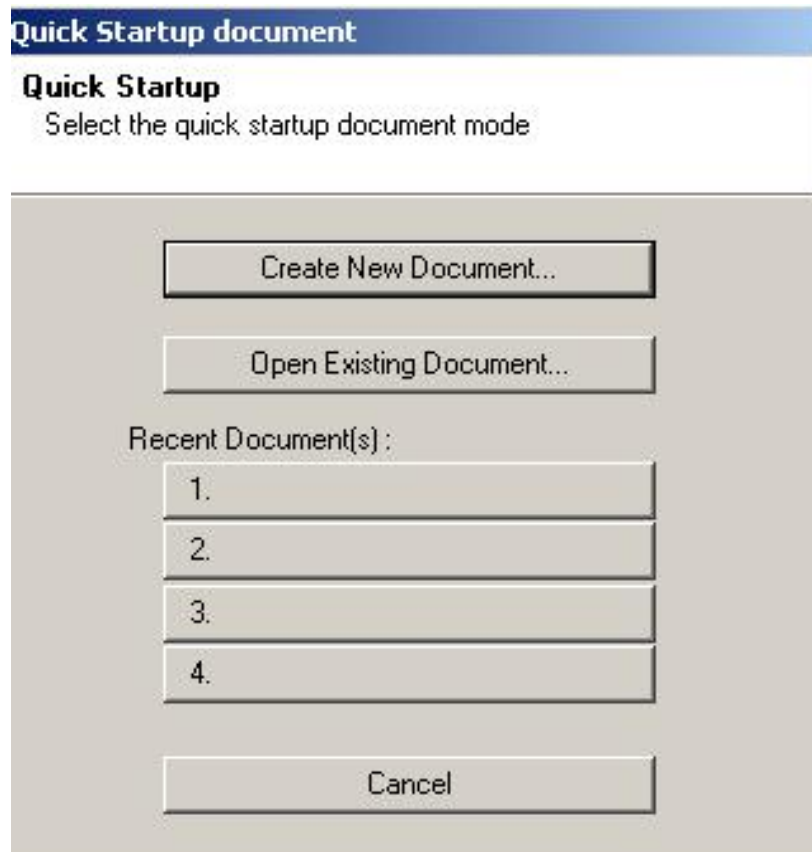 Quick Startup document
Quick Startup
Select the quick startup document mode
Create New Document...
Open Existing Document...
Recent Document(s) :
1.
2.
3.
4.
Cancel